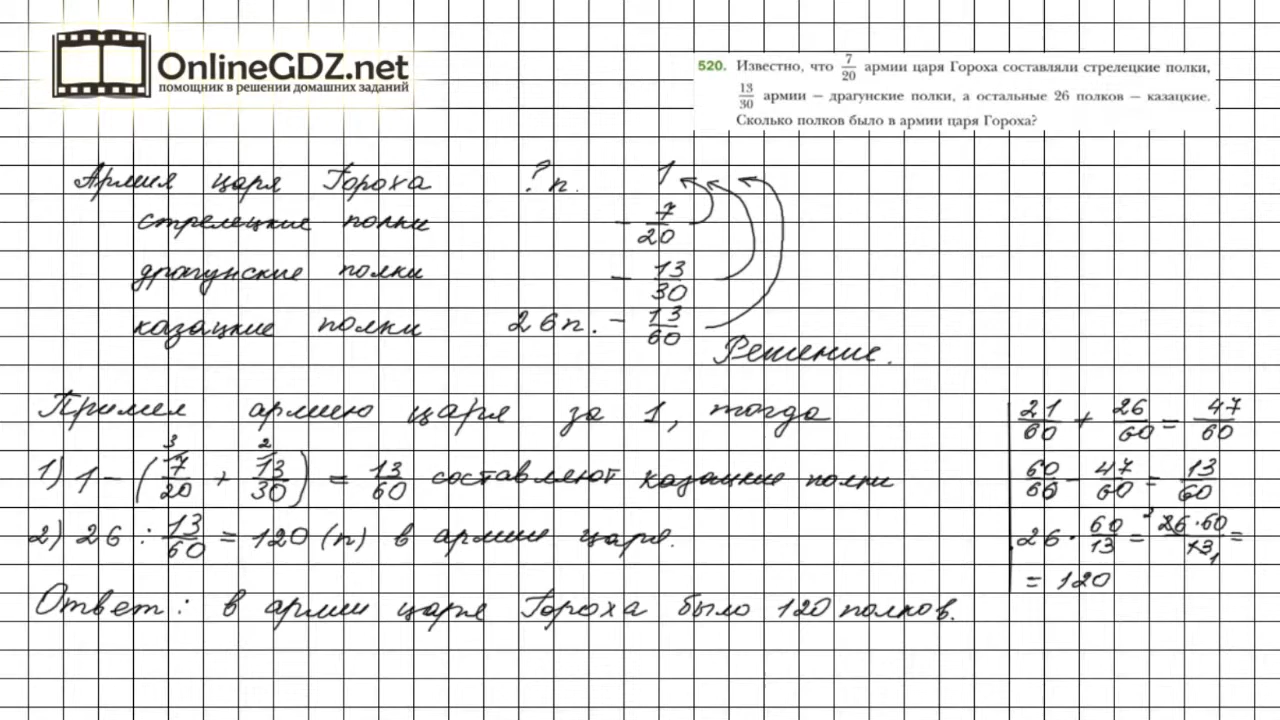 OnlineGDZ.net
помощник в решении домашних заданий
520. Известно, что 7/20 армии царя Гороха составляли стрелецкие полки,
13/30 армии – драгунские полки, а остальные 26 полков – казацкие.
Сколько полков было в армии царя Гороха?
Армия царя Гороха ? п. 1
стрелецкие полки – 7/20
драгунские полки – 13/30
казацкие полки 26 п. – 13/60
Решение.
Примем армию царя за 1, тогда
1) 1 – (7/20 3 + 13/30 2) = 13/60 составляют казацкие полки
2) 26 : 13/60 = 120 (п) в армии царя.
Ответ: в армии царя Гороха было 120 полков.
21/60 + 26/60 = 47/60
60/60 – 47/60 = 13/60
26 · 60/13 = 2 26·60/13 1 =
= 120